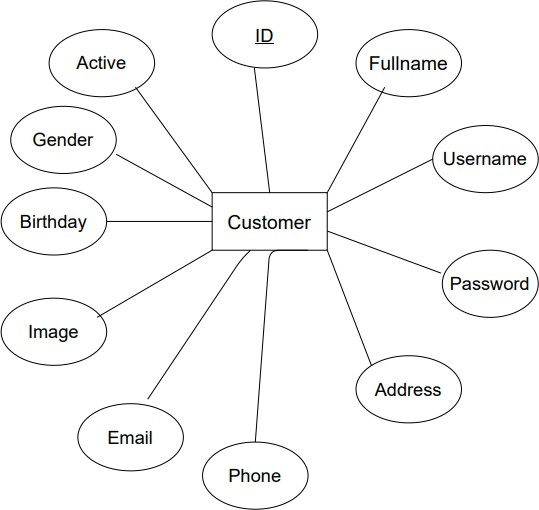 ID
Active
Fullname
Gender
Username
Birthday
Customer
Password
Image
Address
Email
Phone